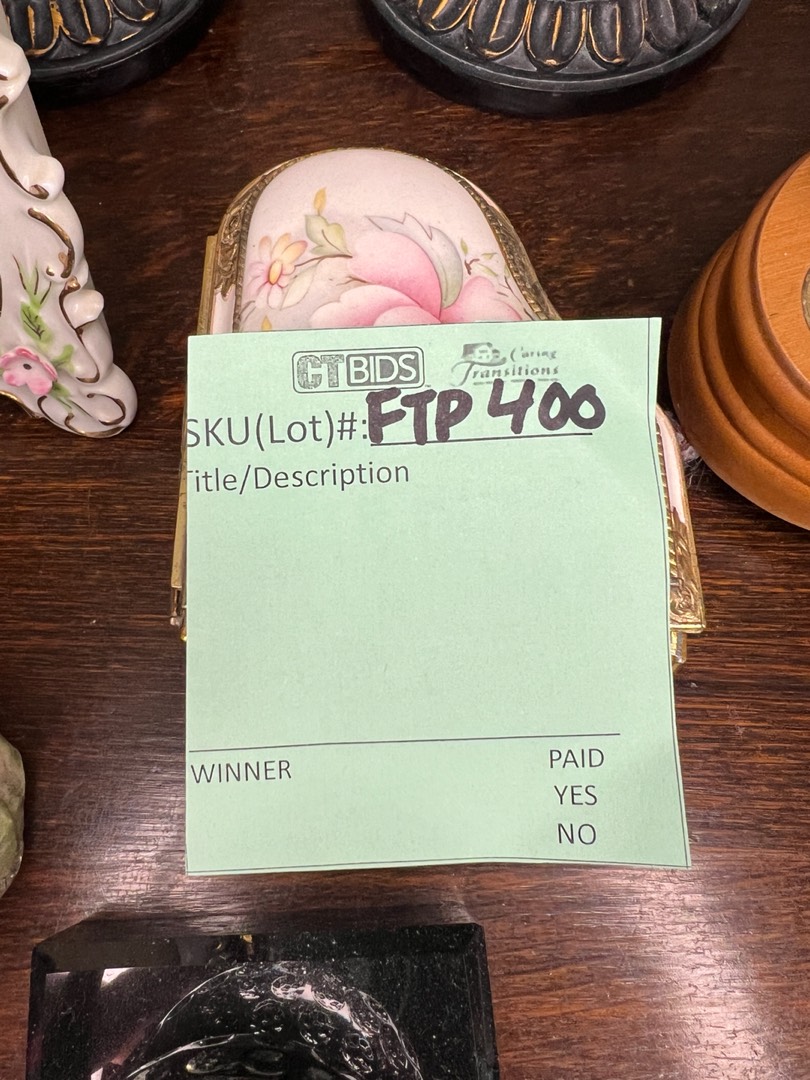 CTBIDS Caring Transitions
SKU(Lot)#: FTP 400
Title/Description
WINNER PAID
YES
NO